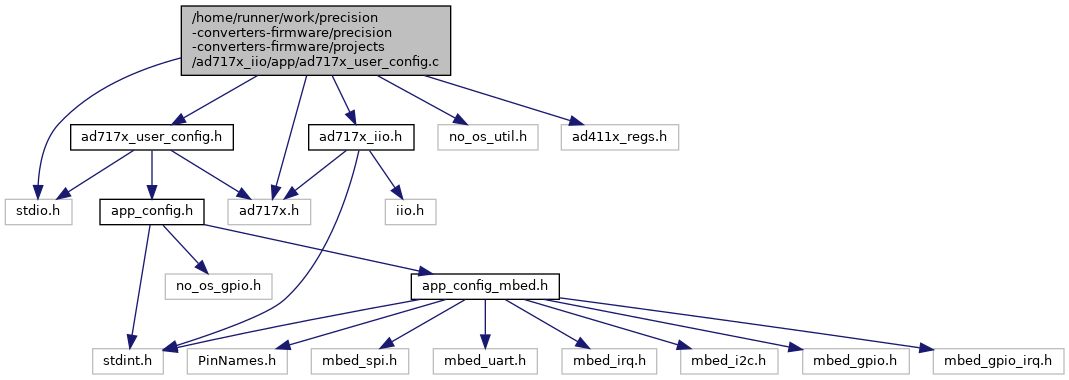 /home/runner/work/precision
-converters-firmware/precision
-converters-firmware/projects
/ad717x_iio/app/ad717x_user_config.c
ad717x_user_config.h
ad717x_iio.h
no_os_util.h
ad411x_regs.h
stdio.h
app_config.h
ad717x.h
iio.h
no_os_gpio.h
app_config_mbed.h
stdint.h
PinNames.h
mbed_spi.h
mbed_uart.h
mbed_irq.h
mbed_i2c.h
mbed_gpio.h
mbed_gpio_irq.h